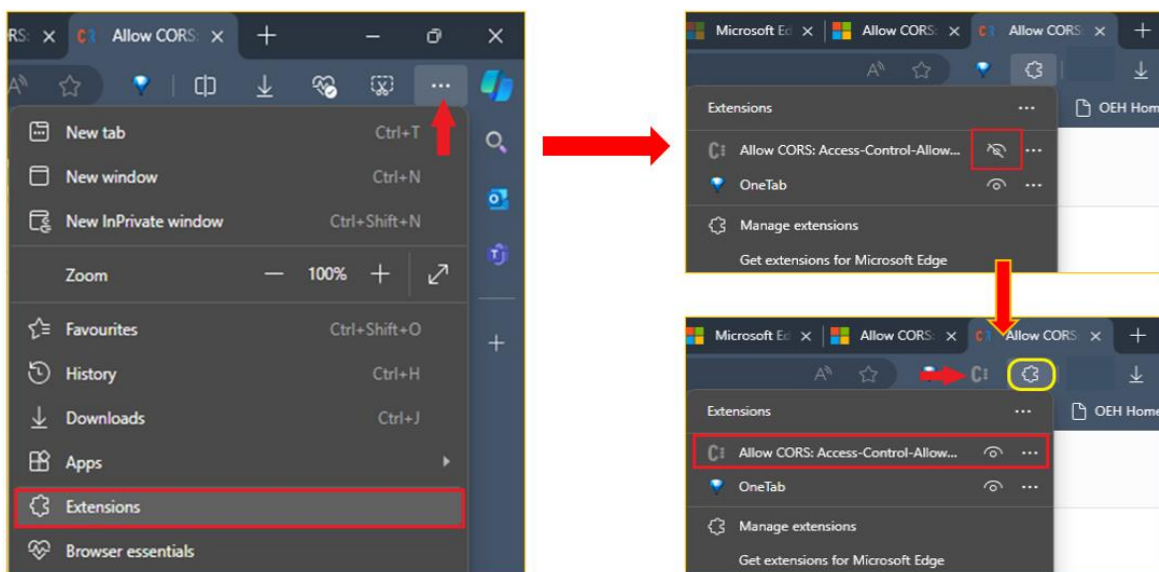 RS: Allow CORS:
New tab Ctrl+T
New window Ctrl+N
New InPrivate window Ctrl+Shift+N
Zoom 100%
Favourites Ctrl+Shift+O
History Ctrl+H
Downloads Ctrl+J
Apps
Extensions
Browser essentials
Microsoft Ed Allow CORS: Allow CORS:
Extensions OEH Hom
Allow CORS: Access-Control-Allow...
OneTab
Manage extensions
Get extensions for Microsoft Edge
Microsoft Ed Allow CORS: Allow CORS:
Extensions OEH Home
Allow CORS: Access-Control-Allow...
OneTab
Manage extensions
Get extensions for Microsoft Edge